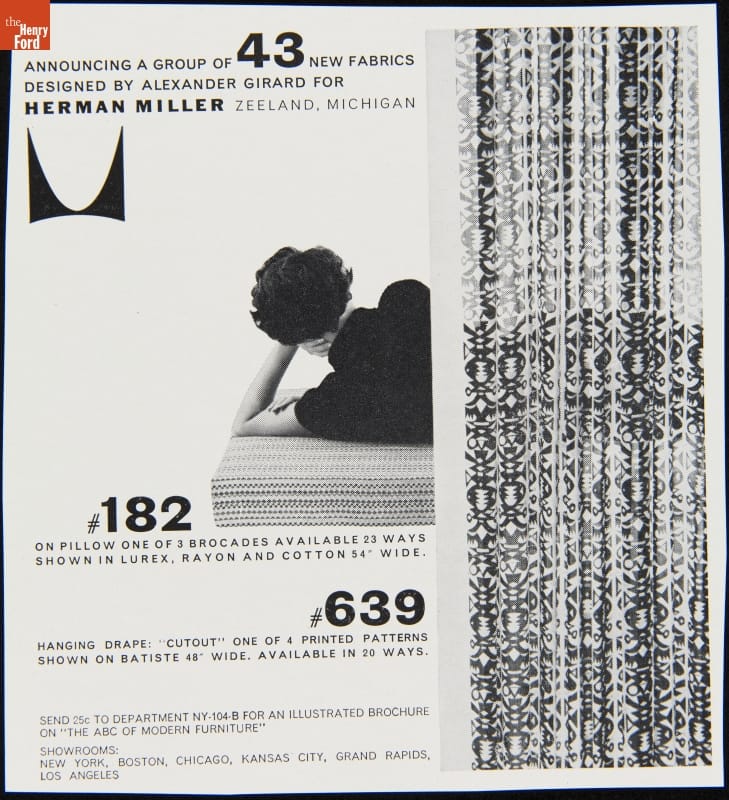 the
Henry
Ford
ANNOUNCING A GROUP OF 43 NEW FABRICS
DESIGNED BY ALEXANDER GIRARD FOR
HERMAN MILLER ZEELAND, MICHIGAN
#182
ON PILLOW ONE OF 3 BROCADES AVAILABLE 23 WAYS
SHOWN IN LUREX, RAYON AND COTTON 54" WIDE.
#639
HANGING DRAPE: "CUTOUT" ONE OF 4 PRINTED PATTERNS
SHOWN ON BATISTE 48" WIDE. AVAILABLE IN 20 WAYS.
SEND 25c TO DEPARTMENT NY-104-B FOR AN ILLUSTRATED BROCHURE
ON "THE ABC OF MODERN FURNITURE"
SHOWROOMS:
NEW YORK, BOSTON, CHICAGO, KANSAS CITY, GRAND RAPIDS,
LOS ANGELES